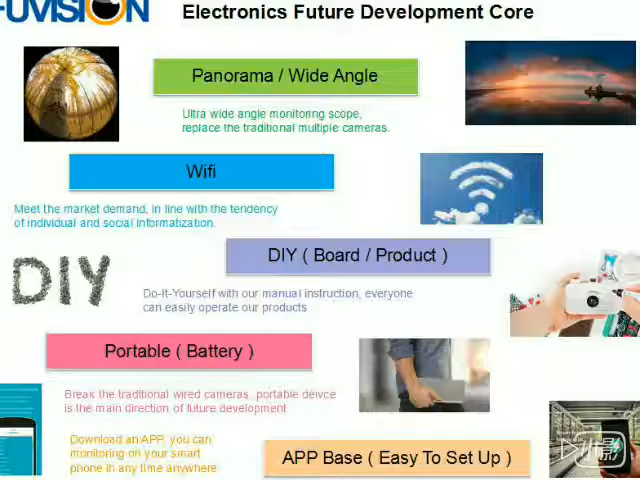 FUVISION
Electronics Future Development Core
Panorama / Wide Angle
Ultra wide angle monitoring scope,
replace the traditional multiple cameras.
Wifi
Meet the market demand, in line with the tendency
of individual and social informatization.
DIY ( Board / Product )
DIY
Do-It-Yourself with our manual instruction, everyone
can easily operate our products
Portable ( Battery )
Break the traditional wired cameras, portable deivce
is the main direction of future development
Download an APP, you can
monitoring on your smart
phone in any time anywhere
APP Base ( Easy To Set Up )
小影